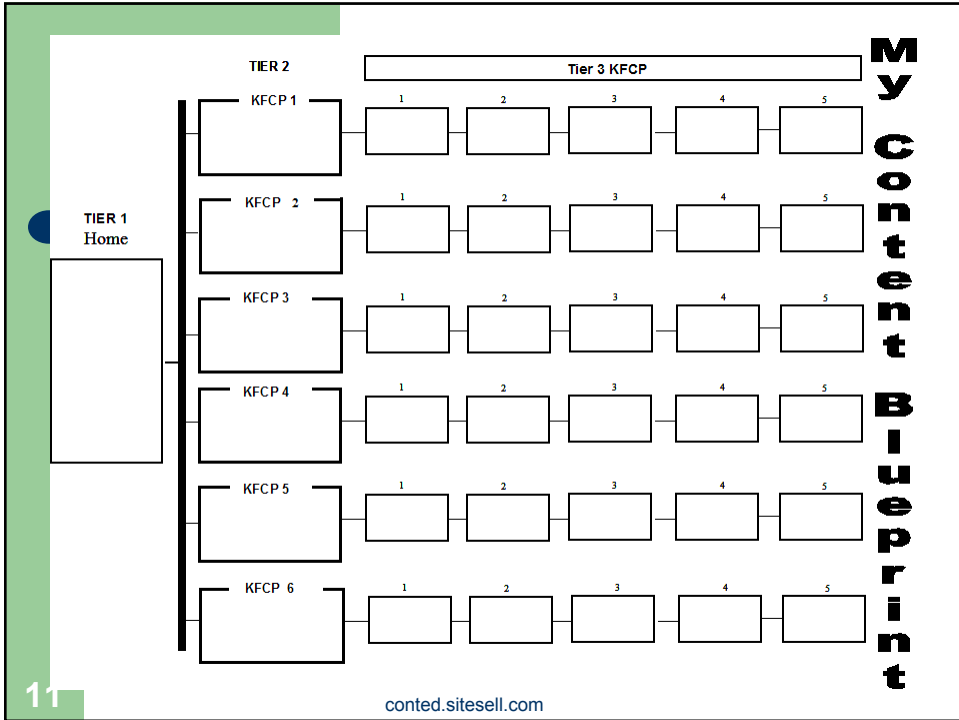 TIER 2
Tier 3 KFCP
KFCP 1
1 2 3 4 5
KFCP 2
1 2 3 4 5
TIER 1
Home
KFCP 3
1 2 3 4 5
KFCP 4
1 2 3 4 5
KFCP 5
1 2 3 4 5
KFCP 6
1 2 3 4 5
My Content Blueprint
11
conted.sitesell.com